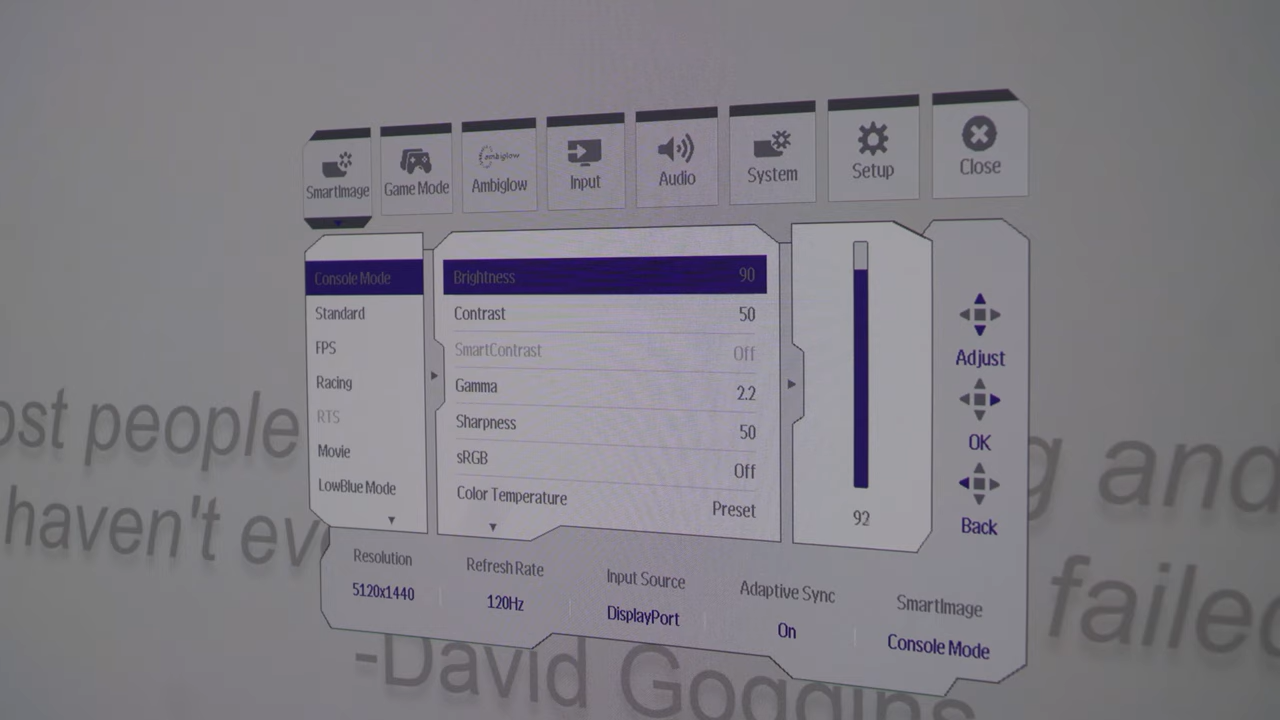 SmartImage
Game Mode
ambiglow
Ambiglow
Input
Audio
System
Setup
Close
Console Mode
Standard
FPS
Racing
RTS
Movie
LowBlue Mode
Brightness 90
Contrast 50
SmartContrast Off
Gamma 2.2
Sharpness 50
sRGB Off
Color Temperature Preset
92
Adjust
OK
Back
Resolution
5120x1440
Refresh Rate
120Hz
Input Source
DisplayPort
Adaptive Sync
On
SmartImage
Console Mode
ost people g and
haven't ev failed
-David Goggins